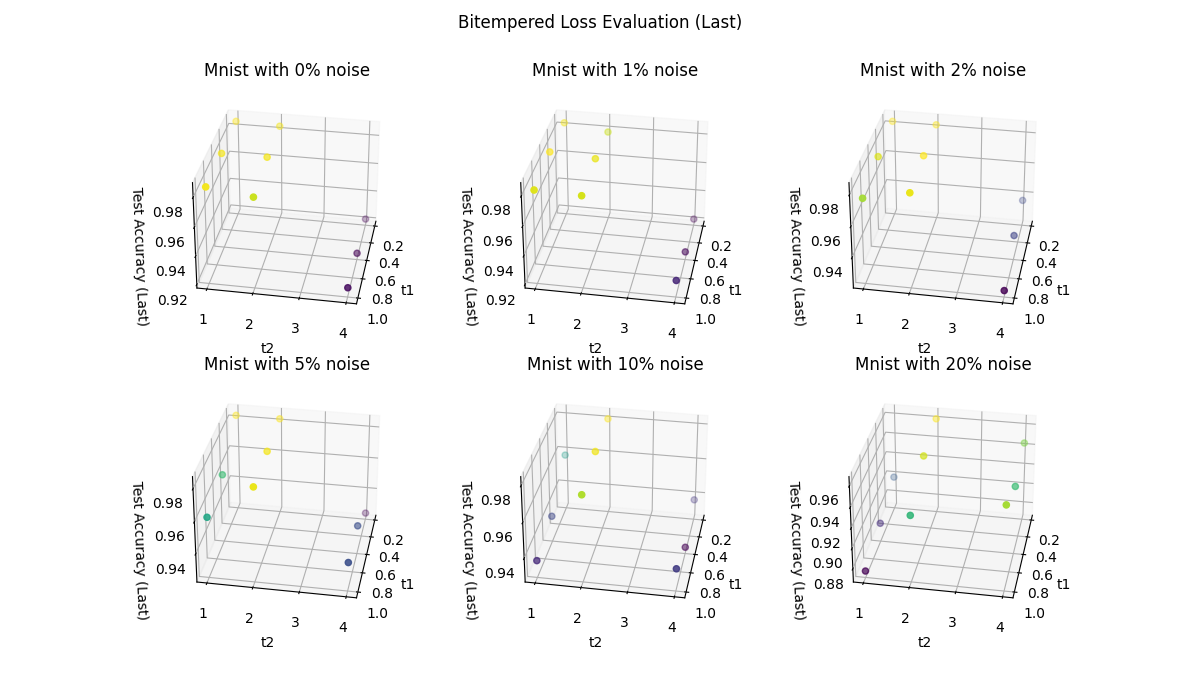 Bitempered Loss Evaluation (Last)
Mnist with 0% noise
Test Accuracy (Last)
0.98
0.96
0.94
0.92
1 2 3 4
t2
0.2
0.4
0.6
0.8
1.0
t1
Mnist with 1% noise
Test Accuracy (Last)
0.98
0.96
0.94
0.92
1 2 3 4
t2
0.2
0.4
0.6
0.8
1.0
t1
Mnist with 2% noise
Test Accuracy (Last)
0.98
0.96
0.94
1 2 3 4
t2
0.2
0.4
0.6
0.8
1.0
t1
Mnist with 5% noise
Test Accuracy (Last)
0.98
0.96
0.94
1 2 3 4
t2
0.2
0.4
0.6
0.8
1.0
t1
Mnist with 10% noise
Test Accuracy (Last)
0.98
0.96
0.94
1 2 3 4
t2
0.2
0.4
0.6
0.8
1.0
t1
Mnist with 20% noise
Test Accuracy (Last)
0.96
0.94
0.92
0.90
0.88
1 2 3 4
t2
0.2
0.4
0.6
0.8
1.0
t1